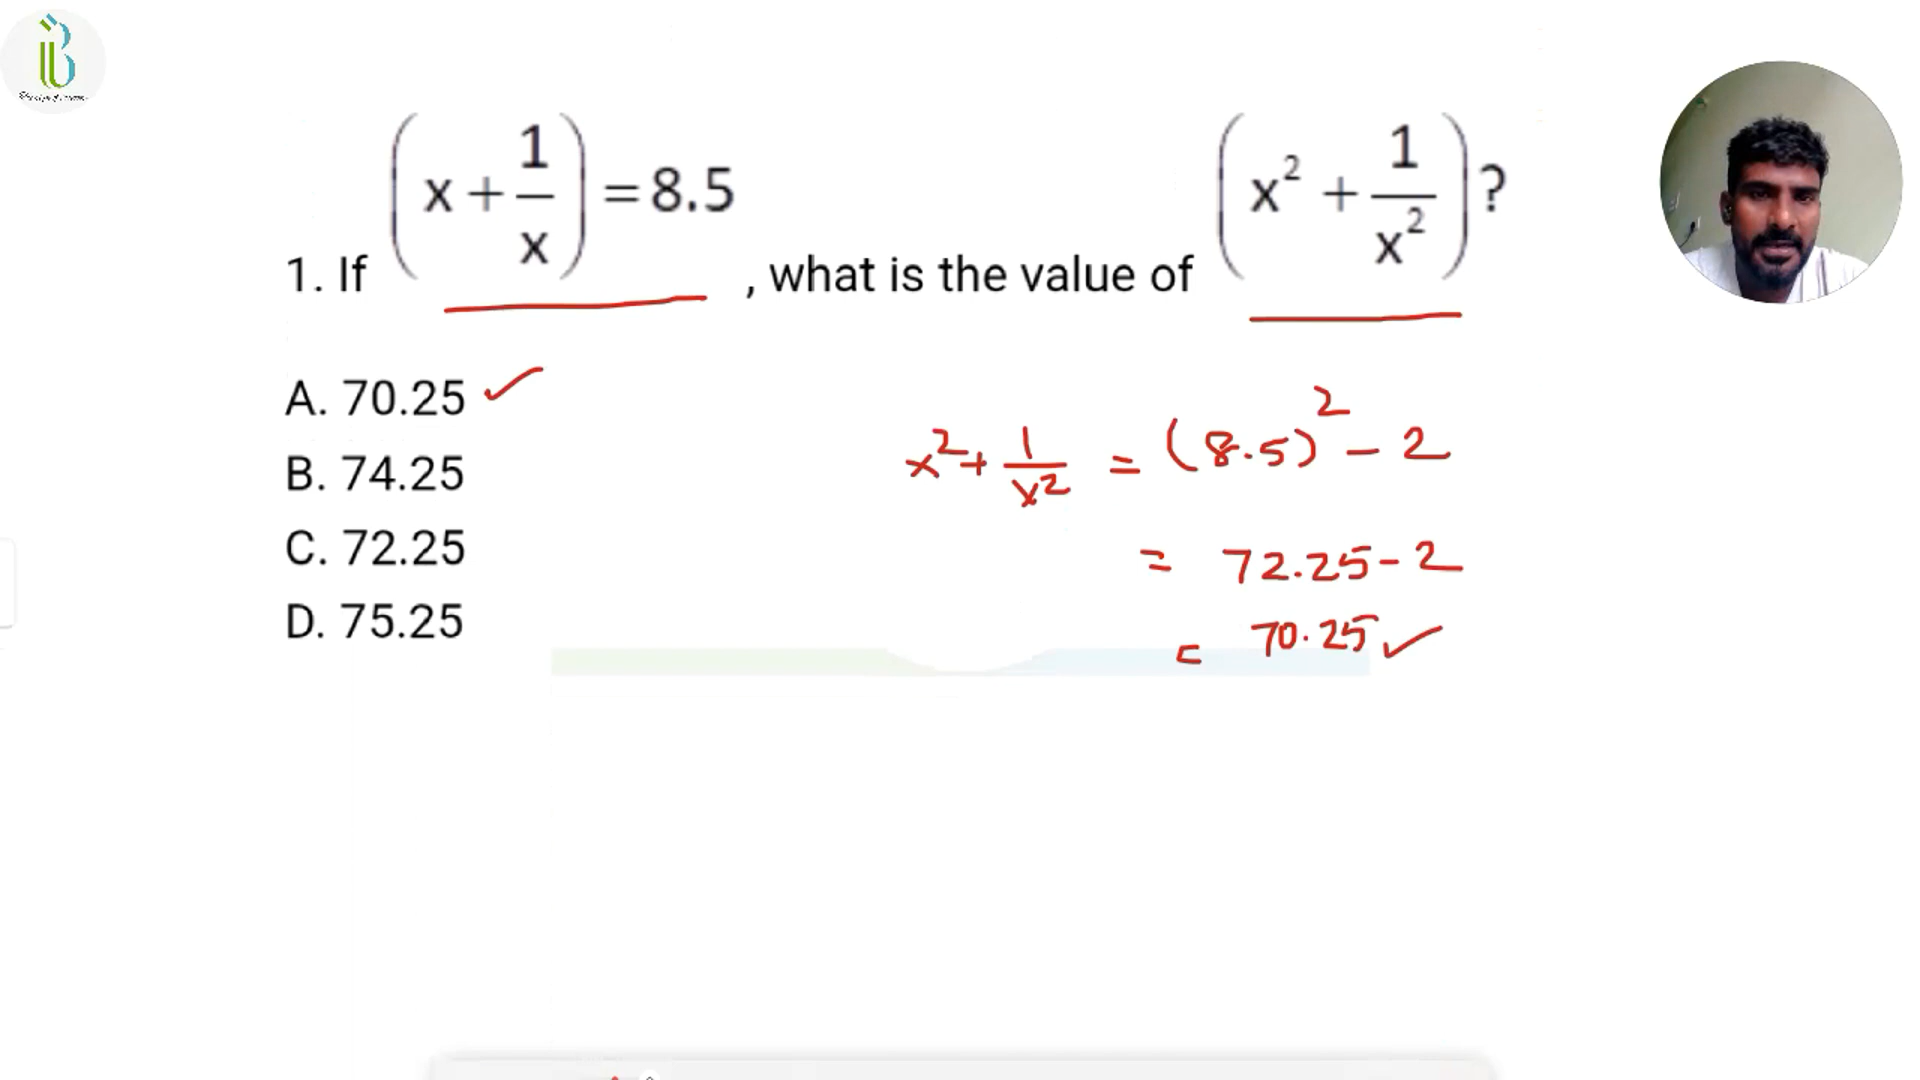 1. If (x + 1/x) = 8.5, what is the value of (x² + 1/x²)?
A. 70.25 ✓
B. 74.25
C. 72.25
D. 75.25
x² + 1/x² = (8.5)² - 2
= 72.25 - 2
= 70.25 ✓